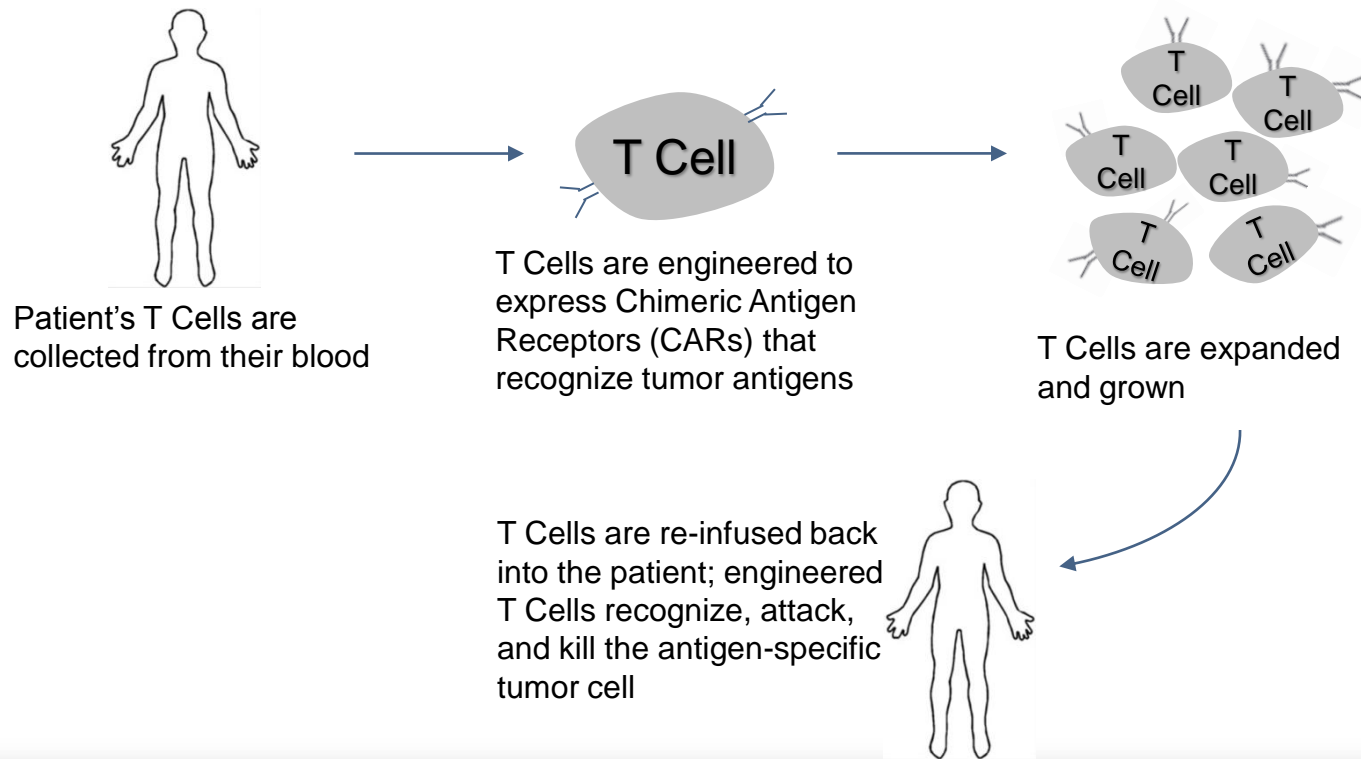 Patient’s T Cells are
collected from their blood
T Cell
T Cells are engineered to
express Chimeric Antigen
Receptors (CARs) that
recognize tumor antigens
T
Cell
T
Cell
T
Cell
T
Cell
T
Cell
T
Cell
T Cells are expanded
and grown
T Cells are re-infused back
into the patient; engineered
T Cells recognize, attack,
and kill the antigen-specific
tumor cell